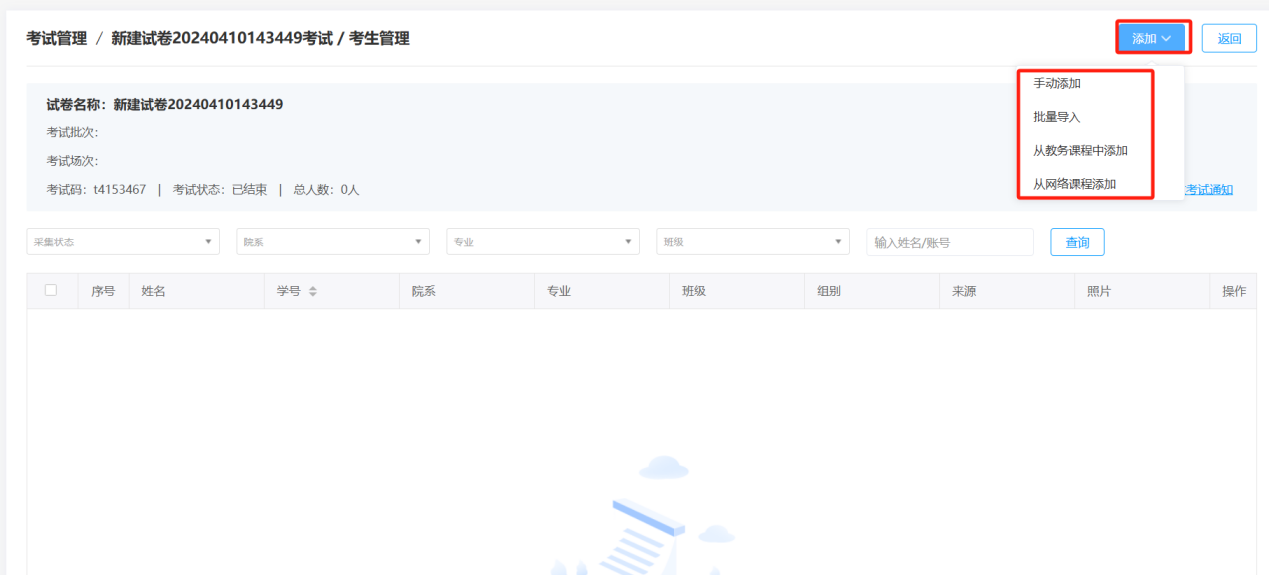 考试管理 / 新建试卷20240410143449考试 / 考生管理
添加
返回
手动添加
批量导入
从教务课程中添加
从网络课程添加
试卷名称：新建试卷20240410143449
考试批次：
考试场次：
考试码：t4153467 | 考试状态：已结束 | 总人数：0人
考试通知
采集状态 院系 专业 班级 输入姓名/账号 查询
序号 姓名 学号 院系 专业 班级 组别 来源 照片 操作